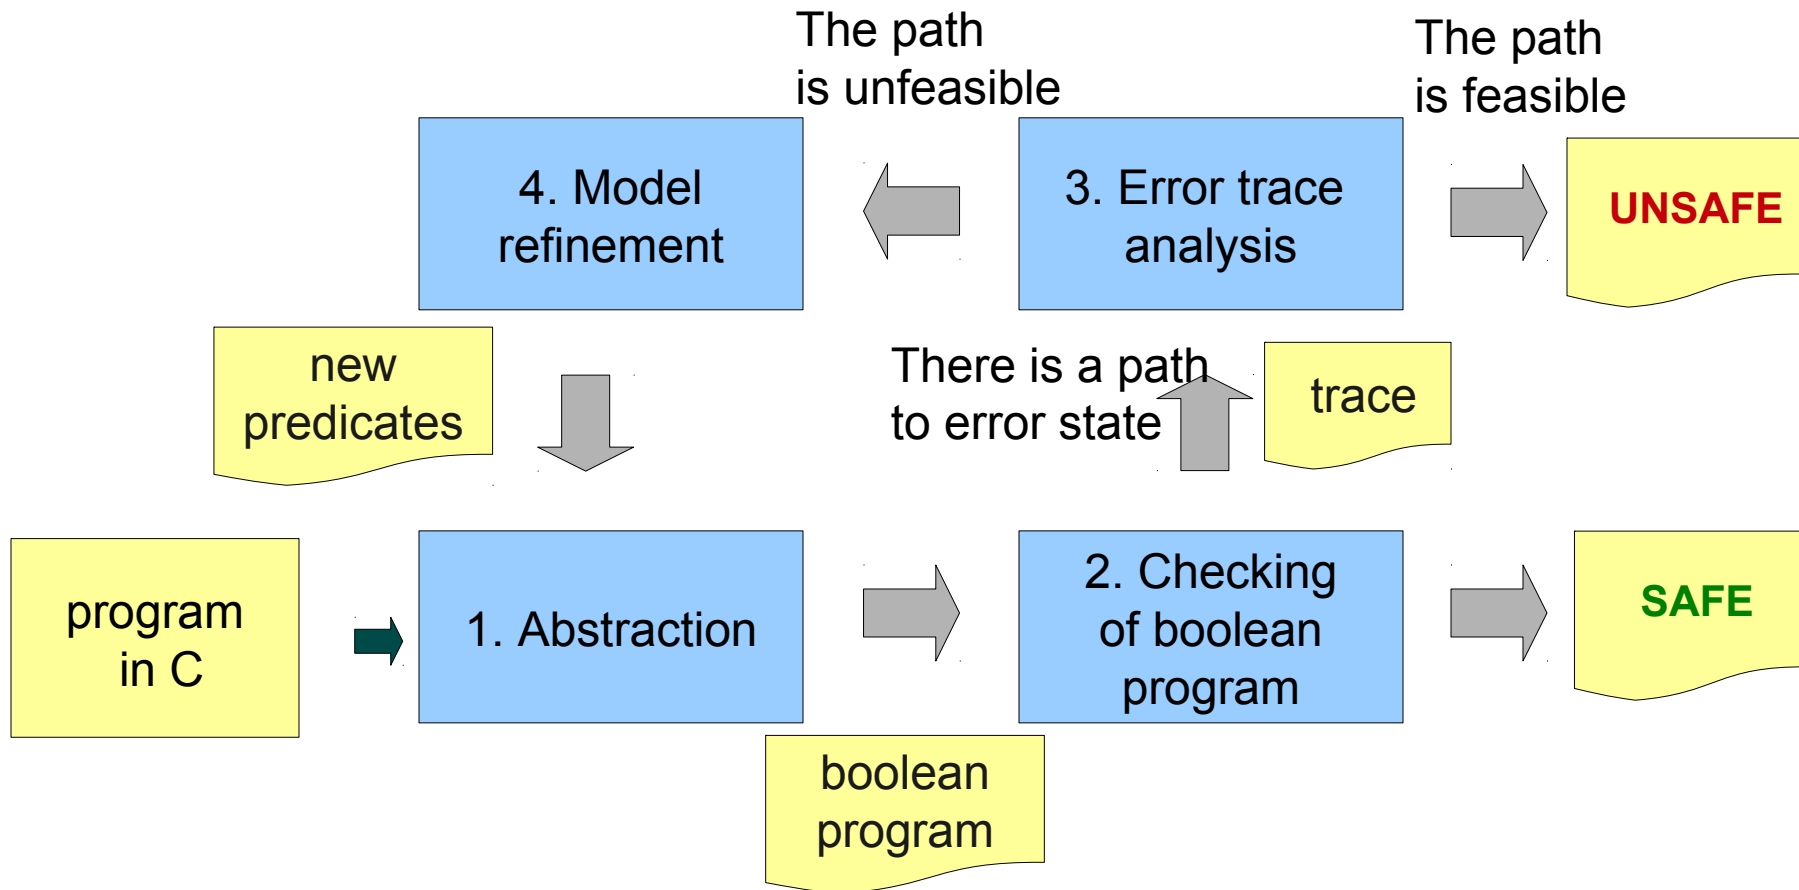 The path
is unfeasible
The path
is feasible
4. Model
refinement
3. Error trace
analysis
UNSAFE
new
predicates
There is a path
to error state
trace
program
in C
1. Abstraction
2. Checking
of boolean
program
SAFE
boolean
program